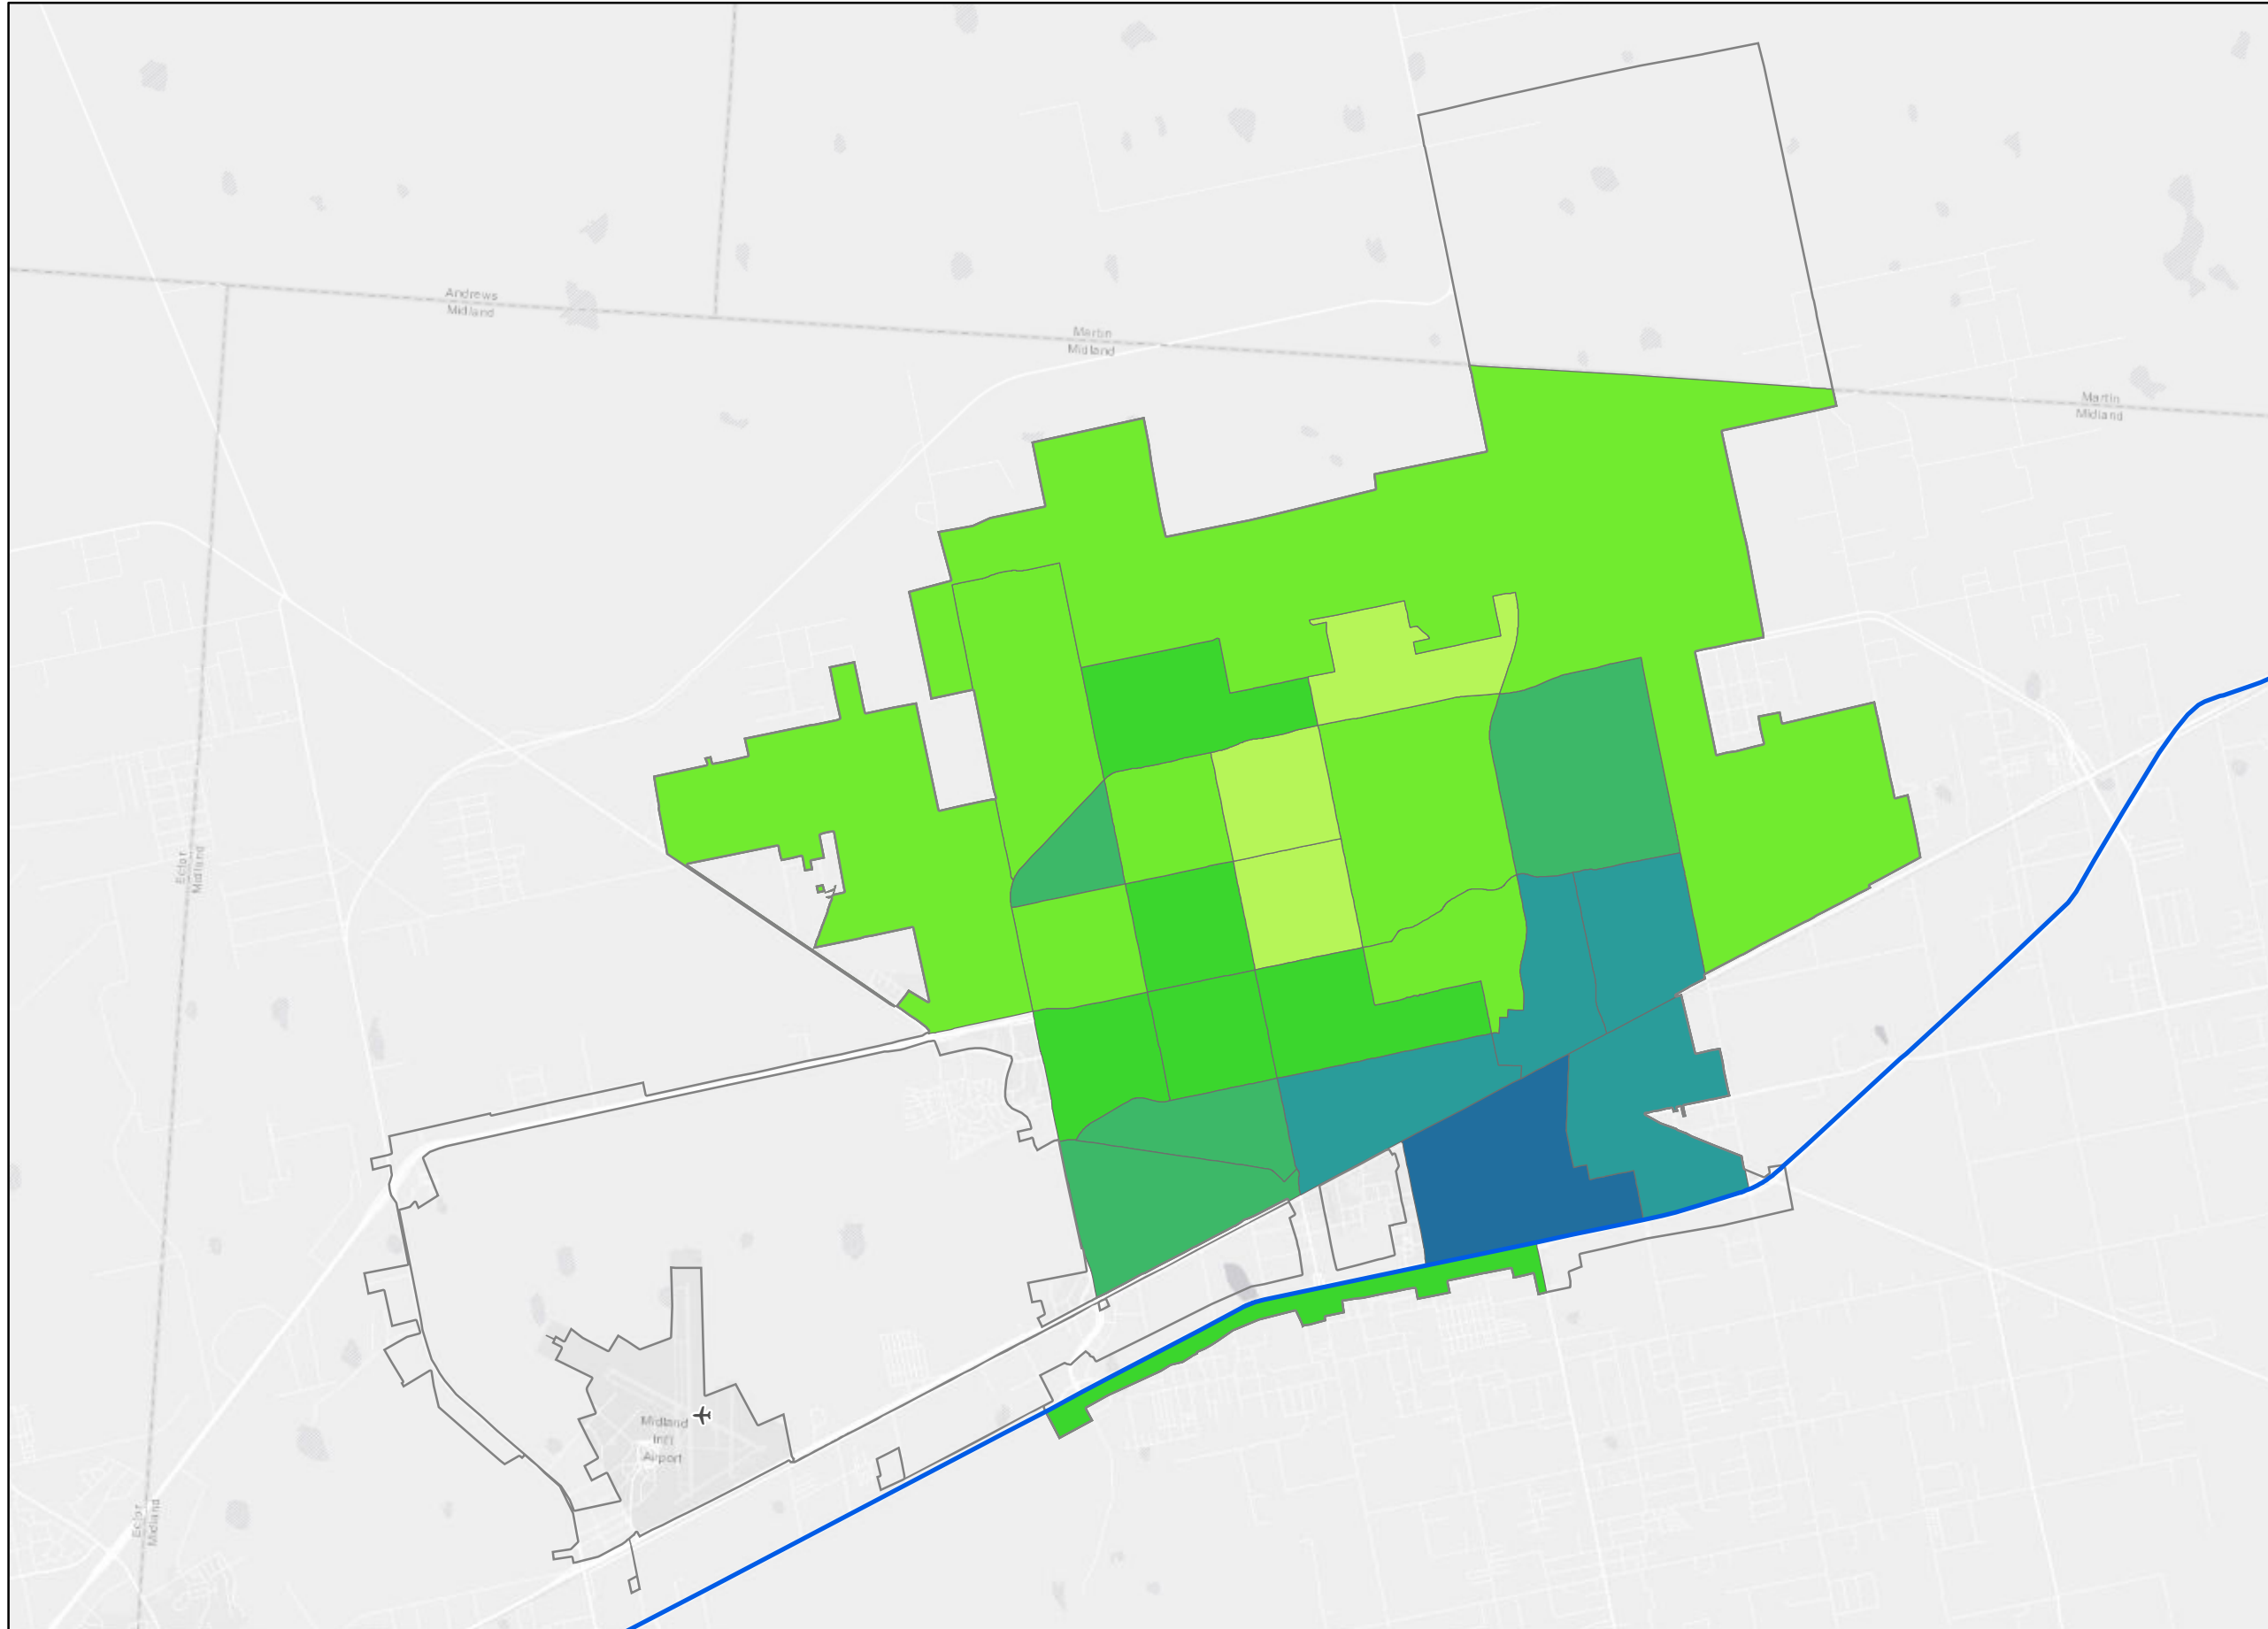 Andrews
Midland
Martin
Midland
Martin
Midland
Ector
Midland
Midland
Int'l
Airport
Ector
Midland